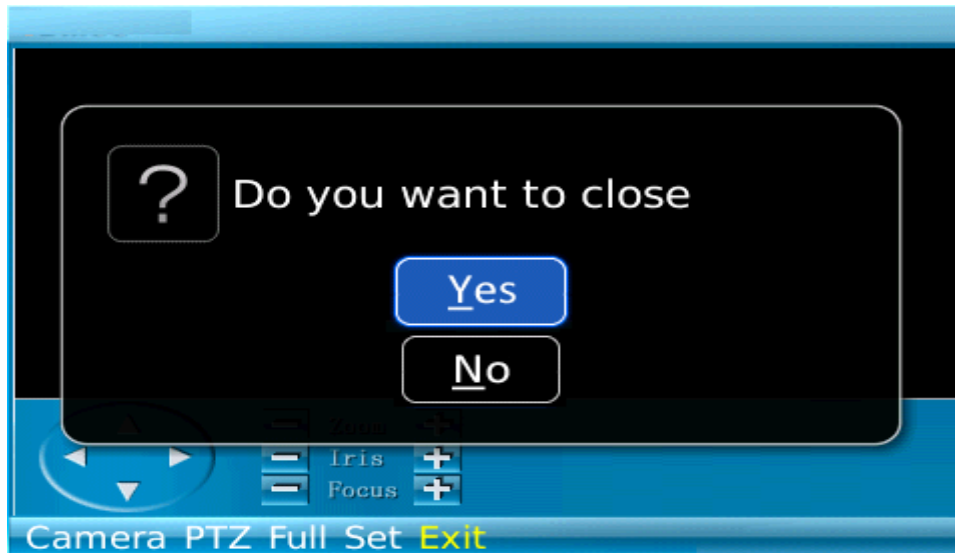 ? Do you want to close
Yes
No
Zoom
Iris
Focus
Camera PTZ Full Set Exit